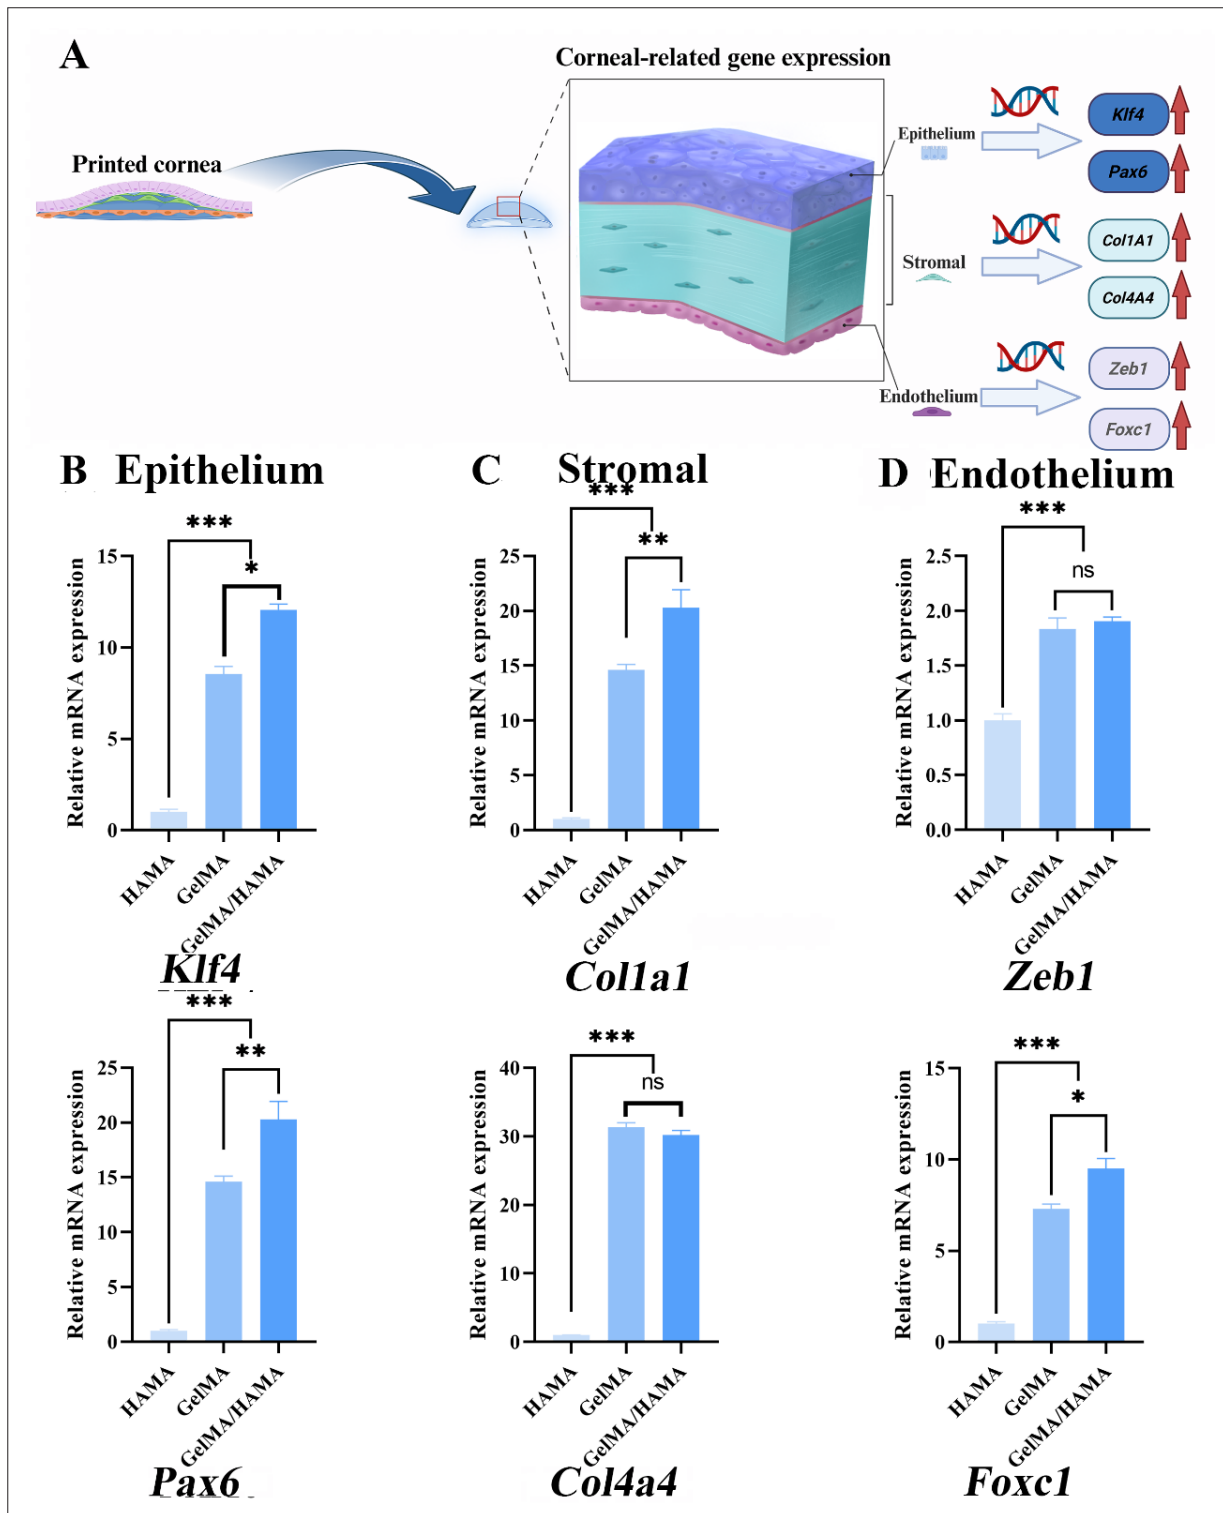 A
Corneal-related gene expression
Printed cornea
Epithelium
Klf4
Pax6
Stromal
Col1A1
Col4A4
Endothelium
Zeb1
Foxc1
B Epithelium
***
*
Relative mRNA expression
15
10
5
0
HAMA
GelMA
GelMA/HAMA
Klf4
C Stromal
***
**
Relative mRNA expression
25
20
15
10
5
0
HAMA
GelMA
GelMA/HAMA
Col1a1
D Endothelium
***
ns
Relative mRNA expression
2.5
2.0
1.5
1.0
0.5
0.0
HAMA
GelMA
GelMA/HAMA
Zeb1
***
**
Relative mRNA expression
25
20
15
10
5
0
HAMA
GelMA
GelMA/HAMA
Pax6
***
ns
Relative mRNA expression
40
30
20
10
0
HAMA
GelMA
GelMA/HAMA
Col4a4
***
*
Relative mRNA expression
15
10
5
0
HAMA
GelMA
GelMA/HAMA
Foxc1